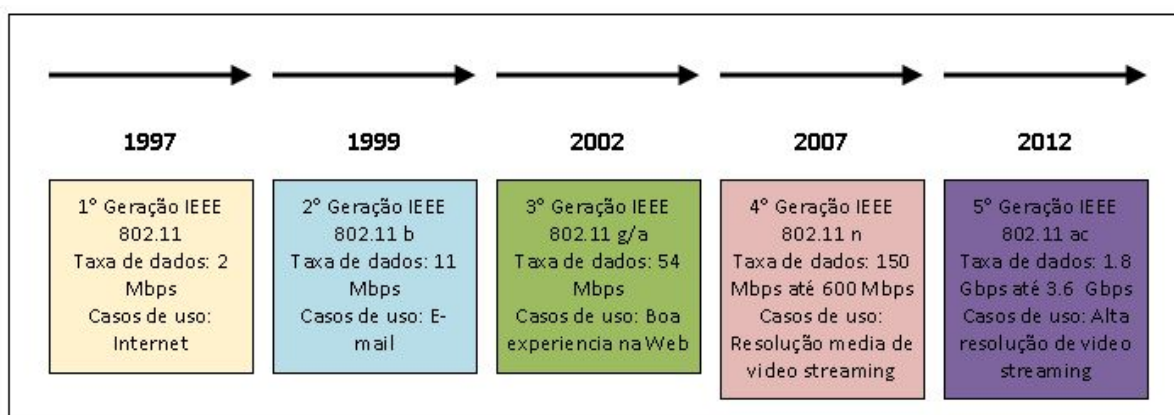 1997
1999
2002
2007
2012
1° Geração IEEE
802.11
Taxa de dados: 2
Mbps
Casos de uso:
Internet
2° Geração IEEE
802.11 b
Taxa de dados: 11
Mbps
Casos de uso: E-
mail
3° Geração IEEE
802.11 g/a
Taxa de dados: 54
Mbps
Casos de uso: Boa
experiencia na Web
4° Geração IEEE
802.11 n
Taxa de dados: 150
Mbps até 600 Mbps
Casos de uso:
Resolução media de
video streaming
5° Geração IEEE
802.11 ac
Taxa de dados: 1.8
Gbps até 3.6 Gbps
Casos de uso: Alta
resolução de video
streaming